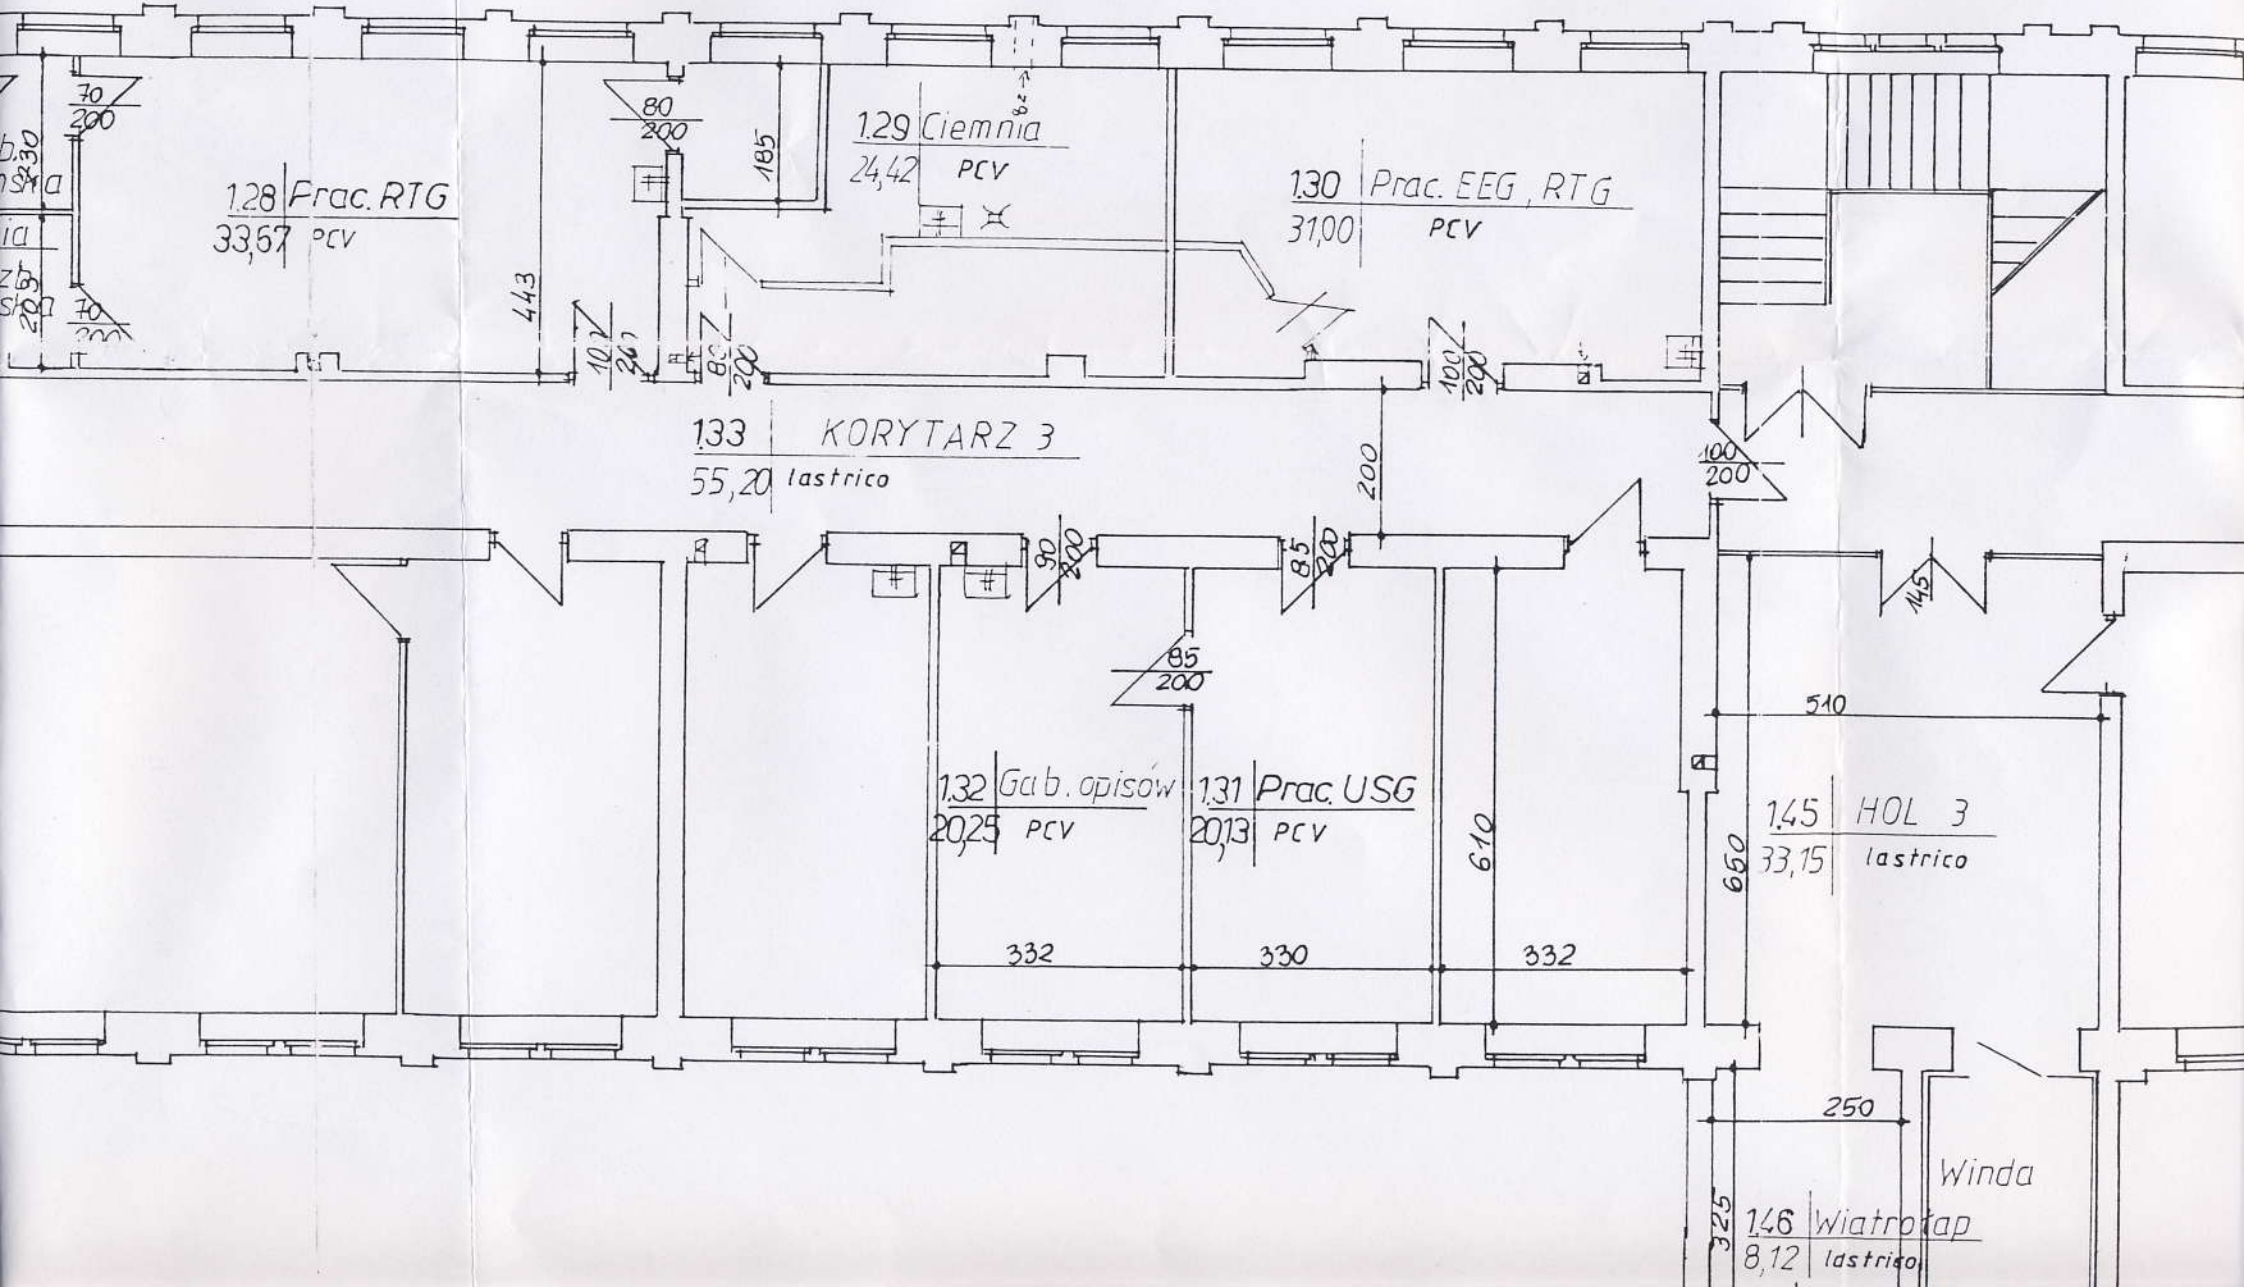 70
200
230
80
200
185
1.29 Ciemnia
24,42 PCV
1.28 Prac. RTG
33,67 PCV
1.30 Prac. EEG, RTG
31,00 PCV
ia
203
70
200
443
200
100
200
1.33 KORYTARZ 3
55,20 lastrico
200
100
200
90
200
85
200
145
85
200
510
1.32 Gab. opisów
20,25 PCV
1.31 Prac. USG
20,13 PCV
610
650
1.45 HOL 3
33,15 lastrico
332
330
332
250
Winda
325
1.46 Wiatrołap
8,12 lastrico